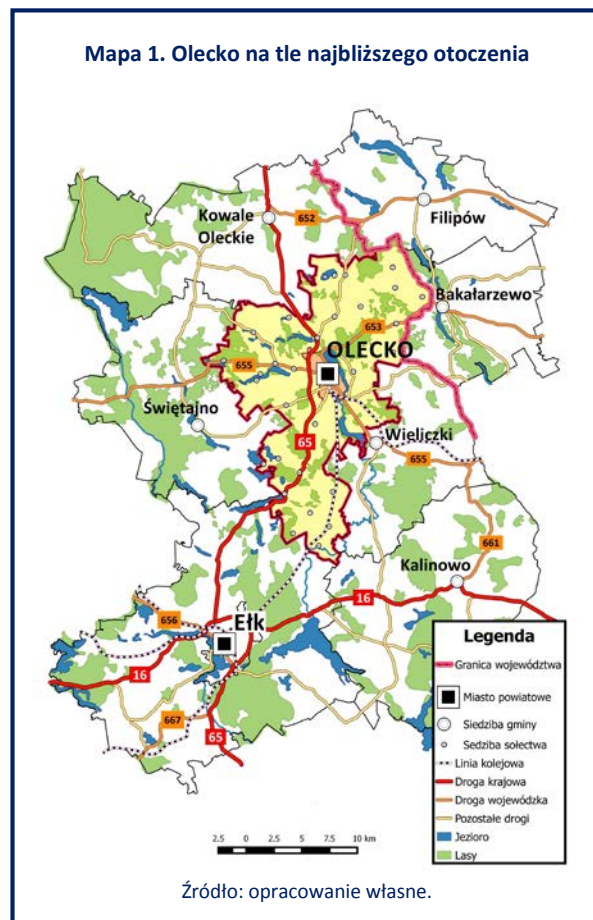 Mapa 1. Olecko na tle najbliższego otoczenia
Kowale
Oleckie
652
Filipów
Bakałarzewo
653
OLECKO
655
Świętajno
65
Wieliczki
655
661
Kalinowo
16
656
Ełk
16
667
65
Legenda
Granica województwa
Miasto powiatowe
Siedziba gminy
Sedziba sołectwa
Linia kolejowa
Droga krajowa
Droga wojewódzka
Pozostałe drogi
Jezioro
Lasy
2.5 0 2.5 5 7.5 10 km
Źródło: opracowanie własne.